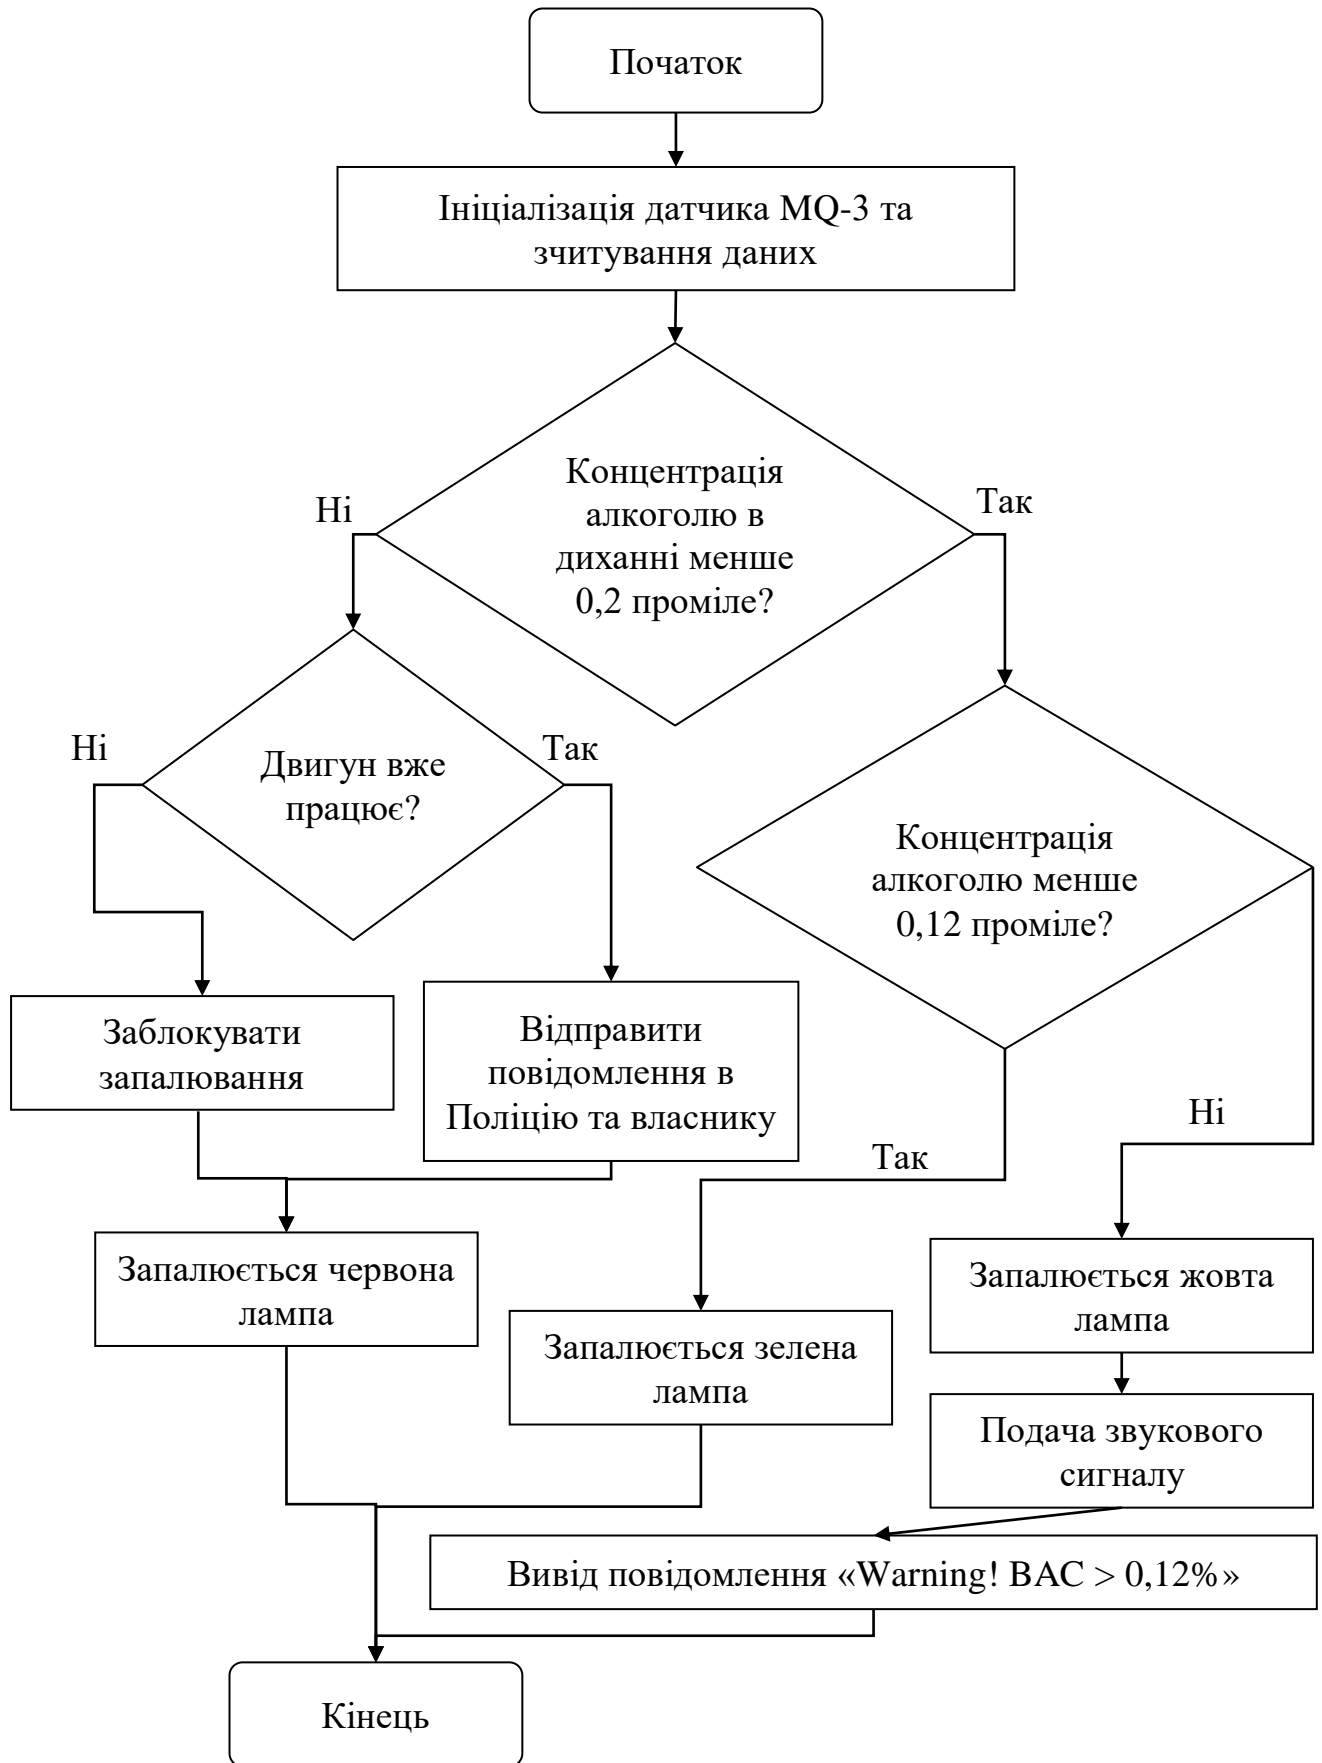 Початок
Ініціалізація датчика MQ-3 та
зчитування даних
Концентрація
алкоголю в
диханні менше
0,2 проміле?
Ні
Так
Двигун вже
працює?
Ні
Так
Концентрація
алкоголю менше
0,12 проміле?
Заблокувати
запалювання
Відправити
повідомлення в
Поліцію та власнику
Так
Ні
Запалюється червона
лампа
Запалюється зелена
лампа
Запалюється жовта
лампа
Подача звукового
сигналу
Вивід повідомлення «Warning! BAC > 0,12%»
Кінець